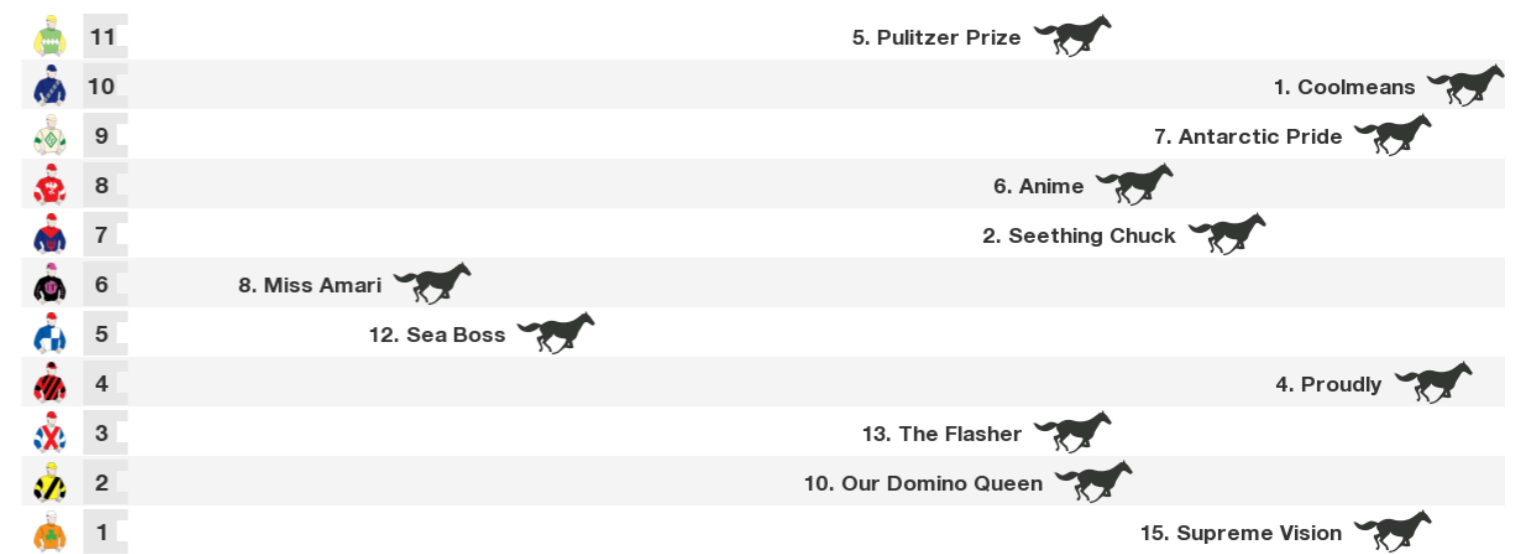 11 5. Pulitzer Prize
10 1. Coolmeans
9 7. Antarctic Pride
8 6. Anime
7 2. Seething Chuck
6 8. Miss Amari
5 12. Sea Boss
4 4. Proudly
3 13. The Flasher
2 10. Our Domino Queen
1 15. Supreme Vision